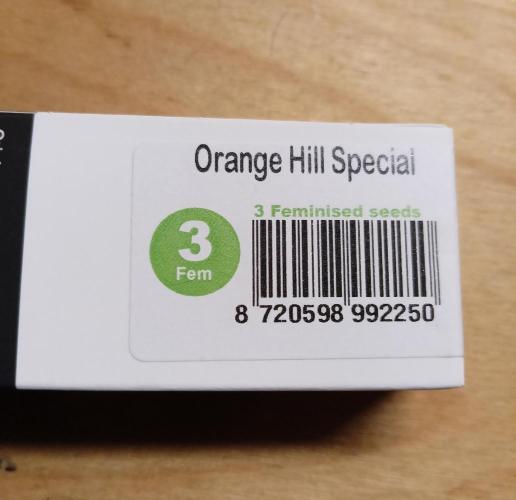 Orange Hill Special
3 Feminised seeds
3
Fem
8 720598 992250